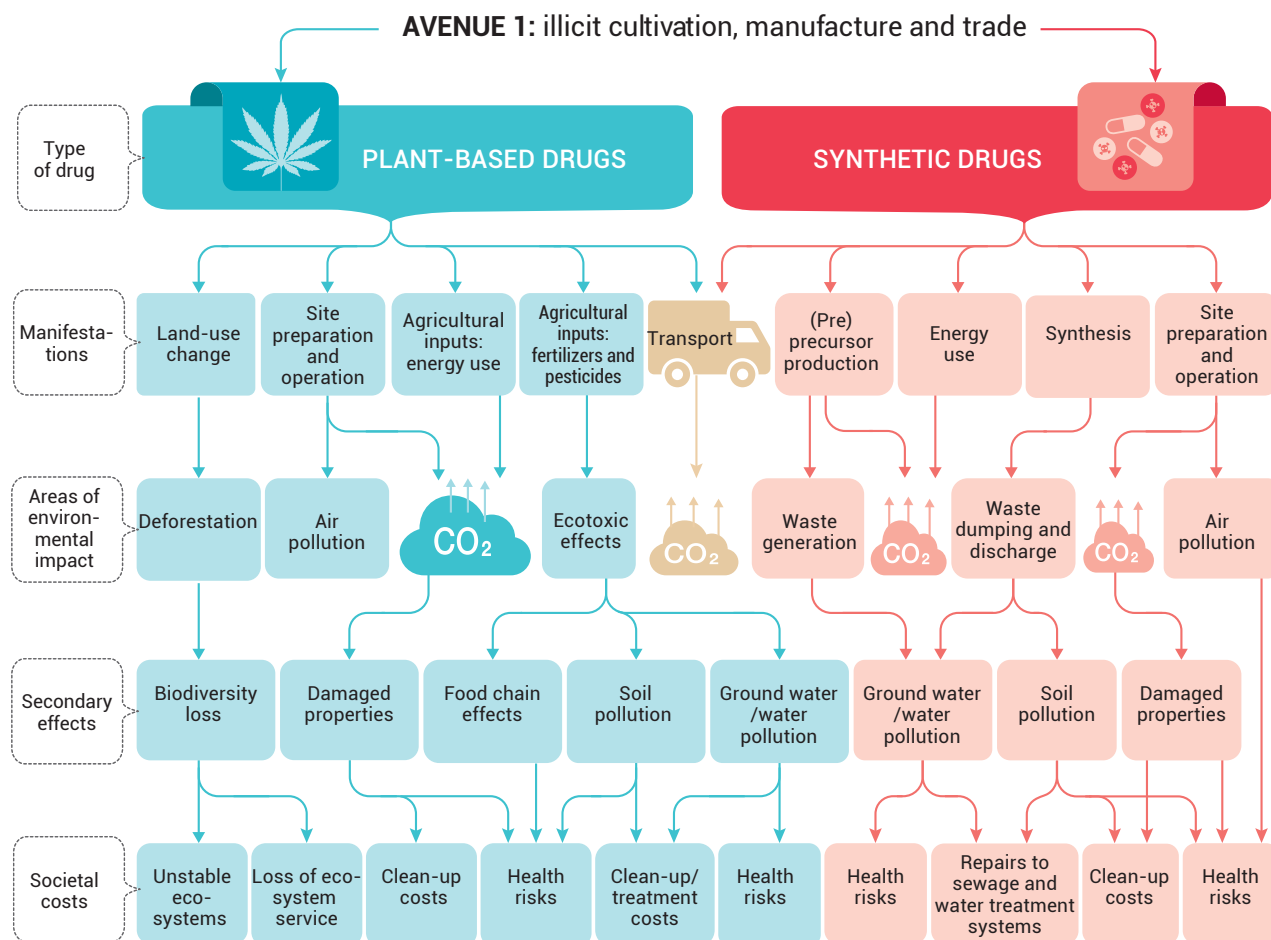 AVENUE 1: illicit cultivation, manufacture and trade
Type
of drug
PLANT-BASED DRUGS
SYNTHETIC DRUGS
Manifesta-
tions
Land-use
change
Site
preparation
and
operation
Agricultural
inputs:
energy use
Agricultural
inputs:
fertilizers and
pesticides
Transport
(Pre)
precursor
production
Energy
use
Synthesis
Site
preparation
and
operation
Areas of
environ-
mental
impact
Deforestation
Air
pollution
CO2
Ecotoxic
effects
CO2
Waste
generation
CO2
Waste
dumping and
discharge
CO2
Air
pollution
Secondary
effects
Biodiversity
loss
Damaged
properties
Food chain
effects
Soil
pollution
Ground water
/water
pollution
Ground water
/water
pollution
Soil
pollution
Damaged
properties
Societal
costs
Unstable
eco-
systems
Loss of eco-
system
service
Clean-up
costs
Health
risks
Clean-up/
treatment
costs
Health
risks
Health
risks
Repairs to
sewage and
water treatment
systems
Clean-up
costs
Health
risks